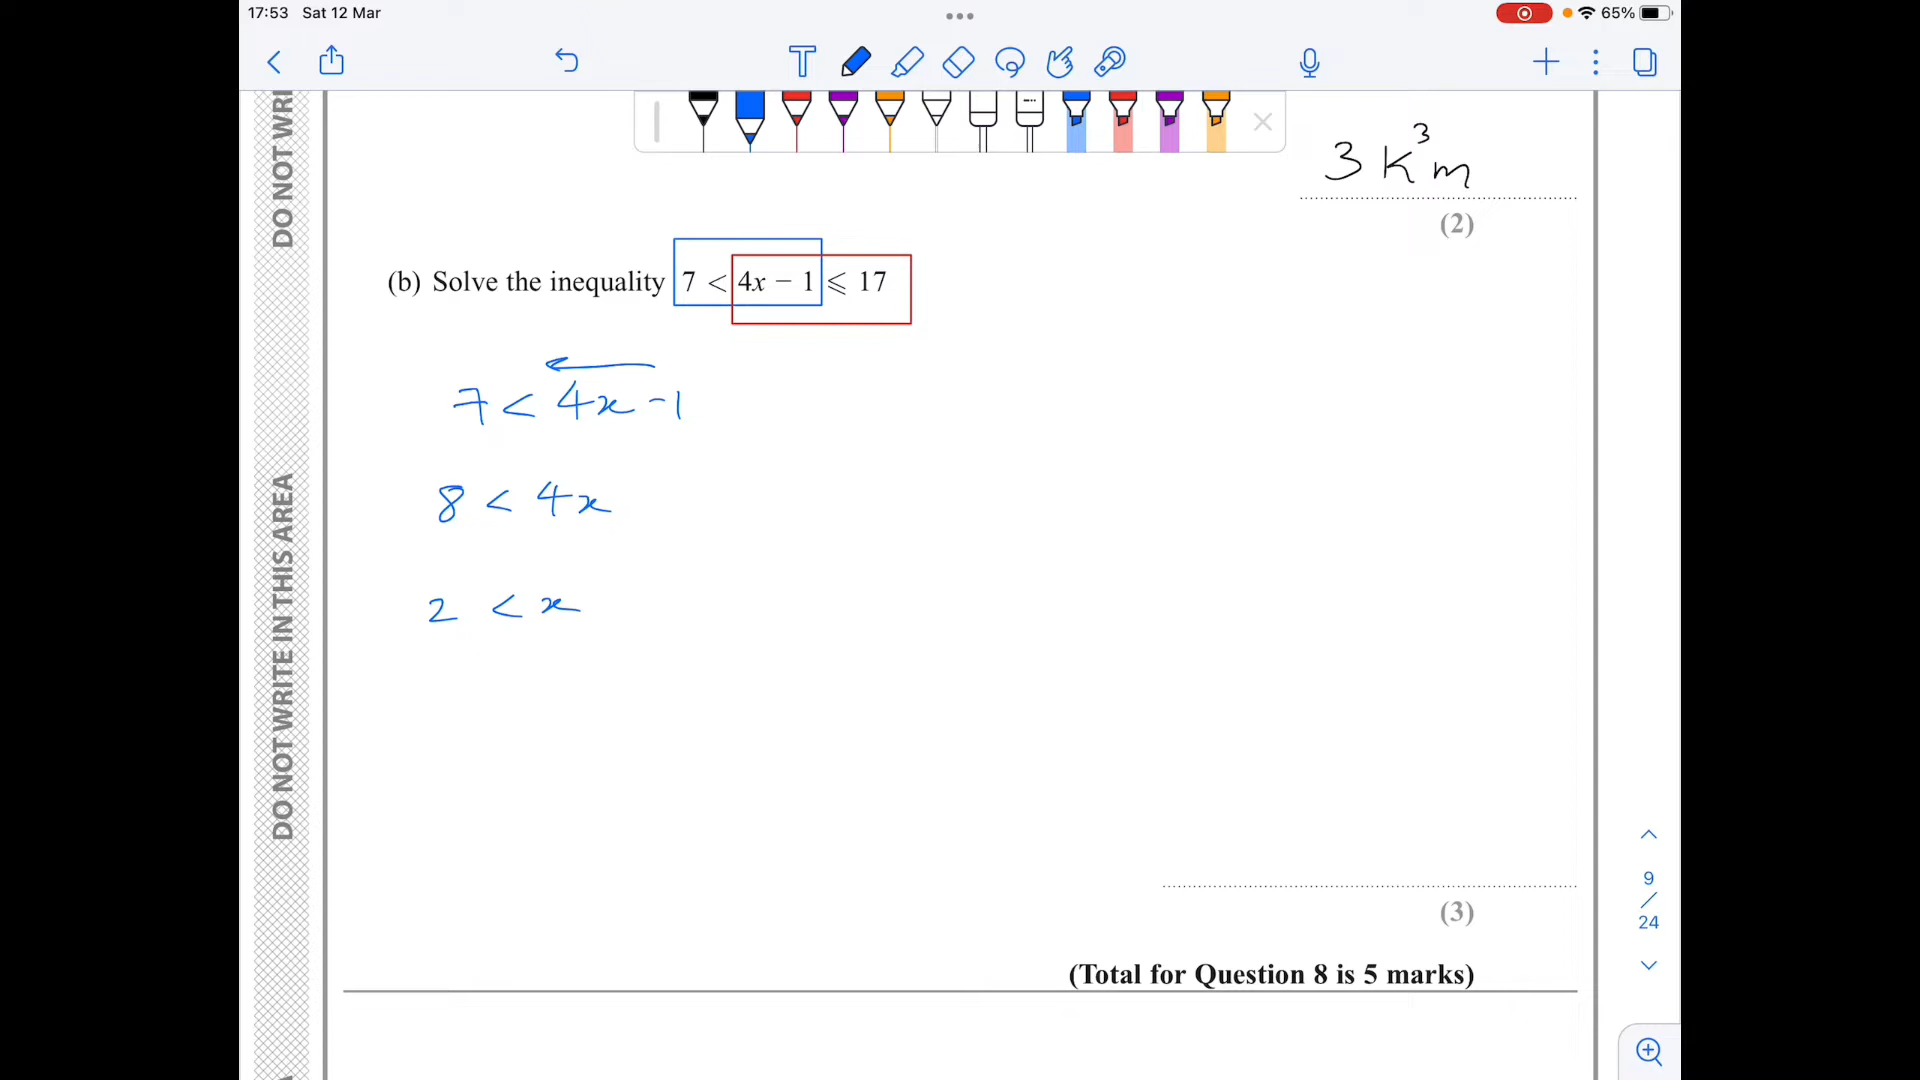 17:53 Sat 12 Mar
65%
T
DO NOT WRI
3 K³ m
(2)
(b) Solve the inequality 7 < 4x − 1 ⩽ 17
7 < 4x - 1
8 < 4x
2 < x
DO NOT WRITE IN THIS AREA
(3)
(Total for Question 8 is 5 marks)
9
/
24
A